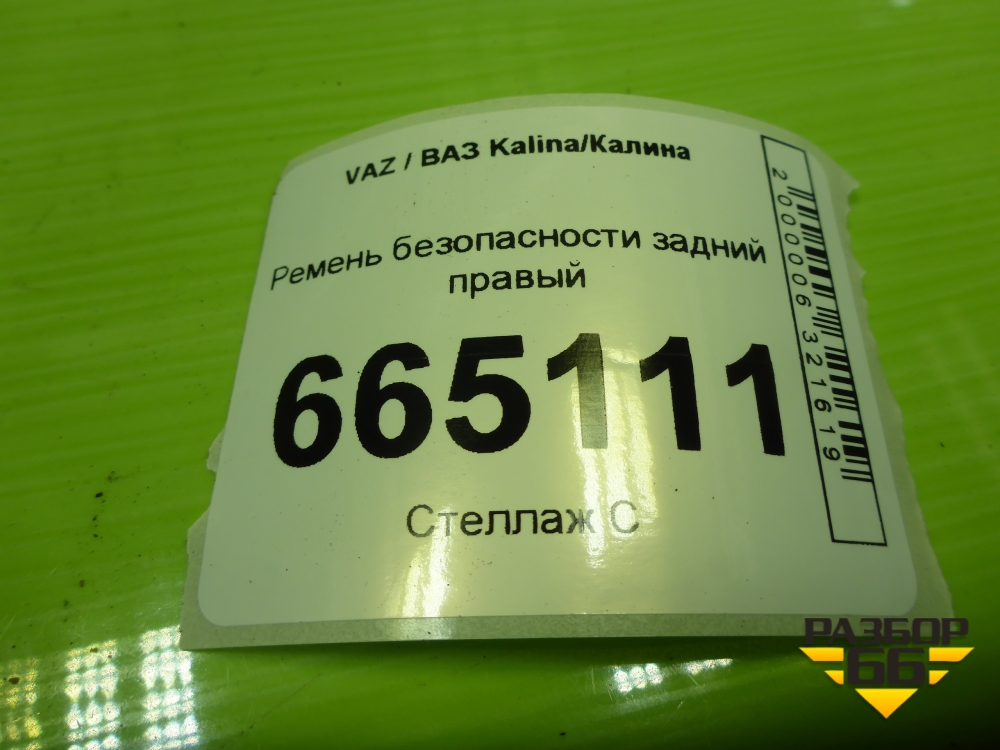 VAZ / ВАЗ Kalina/Калина
Ремень безопасности задний
правый
665111
Стеллаж С
2000006321619
РАЗБОР
66